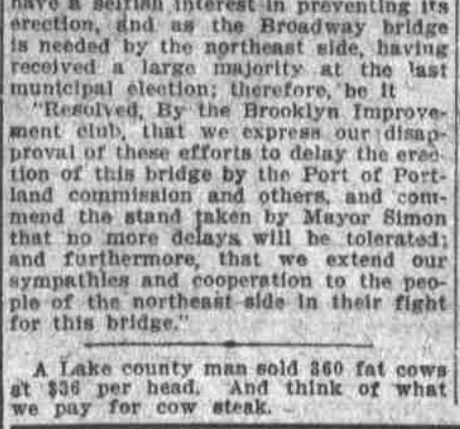 have a selfish interest in preventing its
erection, and as the Broadway bridge
is needed by the northeast side, having
received a large majority at the last
municipal election; therefore, be it
"Resolved, By the Brooklyn Improve-
ment club, that we express our disap-
proval of these efforts to delay the erec-
tion of this bridge by the Port of Port-
land commission and others, and com-
mend the stand taken by Mayor Simon
that no more delays will be tolerated;
and furthermore, that we extend our
sympathies and cooperation to the peo-
ple of the northeast side in their fight
for this bridge."
A Lake county man sold 360 fat cows
at $36 per head. And think of what
we pay for cow steak.